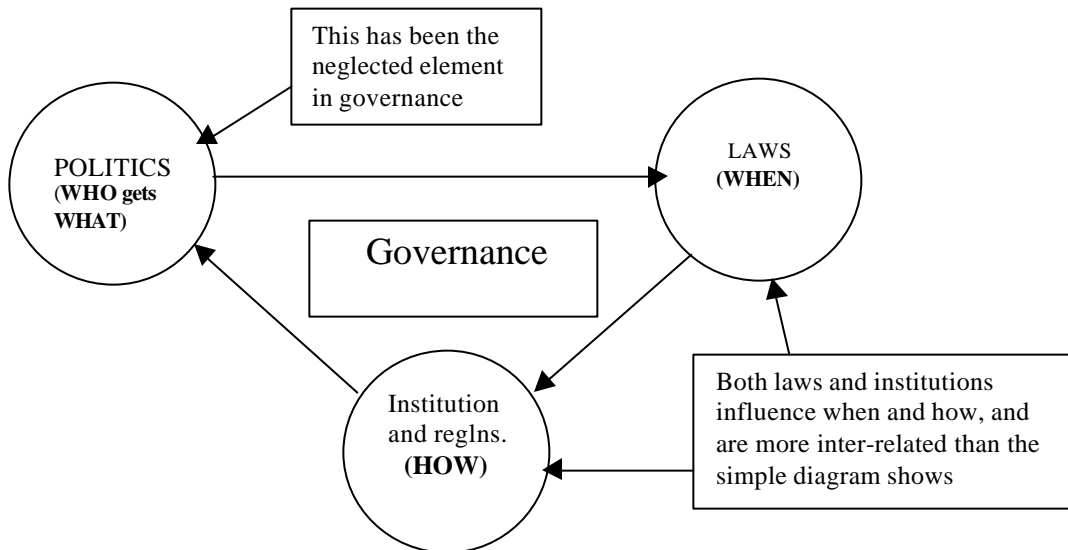 This has been the
neglected element
in governance
POLITICS
(WHO gets
WHAT)
LAWS
(WHEN)
Governance
Institution
and reglns.
(HOW)
Both laws and institutions
influence when and how, and
are more inter-related than the
simple diagram shows